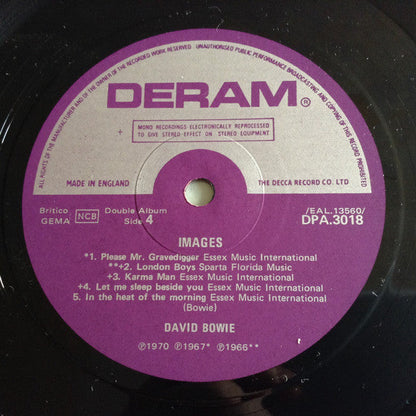 ALL RIGHTS OF THE MANUFACTURER AND OF THE OWNER OF THE RECORDED WORK RESERVED. UNAUTHORISED PUBLIC PERFORMANCE BROADCASTING AND COPYING OF THIS RECORD PROHIBITED
DERAM®
+ MONO RECORDINGS ELECTRONICALLY REPROCESSED
TO GIVE STEREO EFFECT ON STEREO EQUIPMENT
MADE IN ENGLAND THE DECCA RECORD CO. LTD
Britico
GEMA NCB Double Album
Side 4
/EAL.13560/
DPA.3018
IMAGES
*1. Please Mr. Gravedigger Essex Music International
**+2. London Boys Sparta Florida Music
+3. Karma Man Essex Music International
+4. Let me sleep beside you Essex Music International
5. In the heat of the morning Essex Music International
(Bowie)
DAVID BOWIE
℗1970 ℗1967* ℗1966**